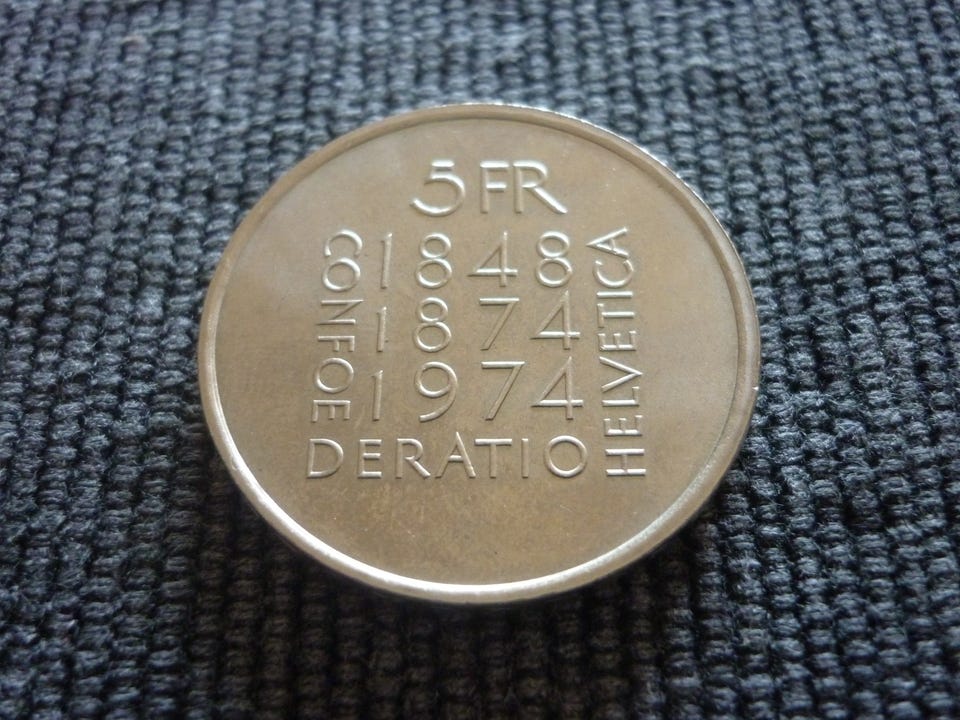 5 FR
1848
1874
1974
CONFOE
DERATIO
HELVETICA